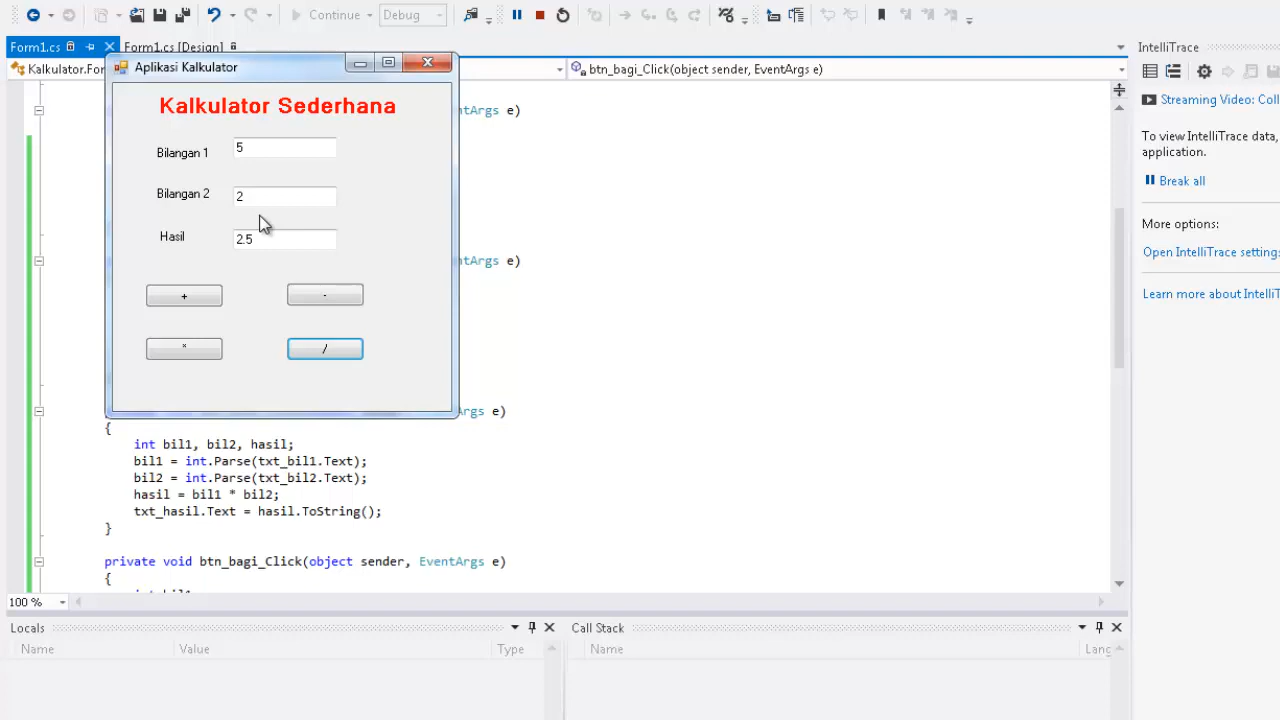 Continue
Debug
Form1.cs
Form1.cs [Design]
IntelliTrace
Kalkulator.For
btn_bagi_Click(object sender, EventArgs e)
Aplikasi Kalkulator
Kalkulator Sederhana
Bilangan 1
5
Bilangan 2
2
Hasil
2.5
+
-
*
/
ntArgs e)
ntArgs e)
Args e)
{
int bil1, bil2, hasil;
bil1 = int.Parse(txt_bil1.Text);
bil2 = int.Parse(txt_bil2.Text);
hasil = bil1 * bil2;
txt_hasil.Text = hasil.ToString();
}
private void btn_bagi_Click(object sender, EventArgs e)
{
100 %
Streaming Video: Coll
To view IntelliTrace data,
application.
Break all
More options:
Open IntelliTrace settings
Learn more about IntelliT
Locals
Name
Value
Type
Call Stack
Name
Lang